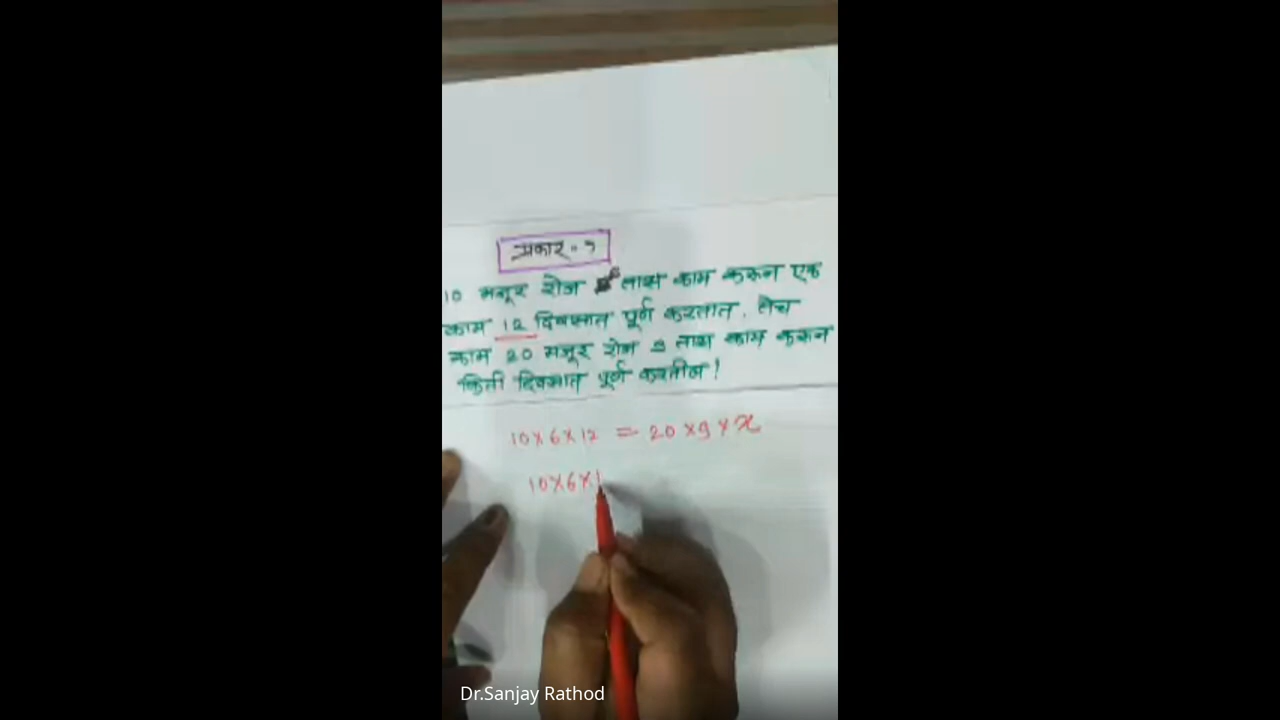 प्रकार - १
10 मजूर रोज 6 तास काम करून एक
काम 12 दिवसात पूर्ण करतात. तेच
काम 20 मजूर रोज 9 तास काम करून
किती दिवसात पूर्ण करतील !
10 x 6 x 12 = 20 x 9 x x
10 x 6 x 1
Dr.Sanjay Rathod